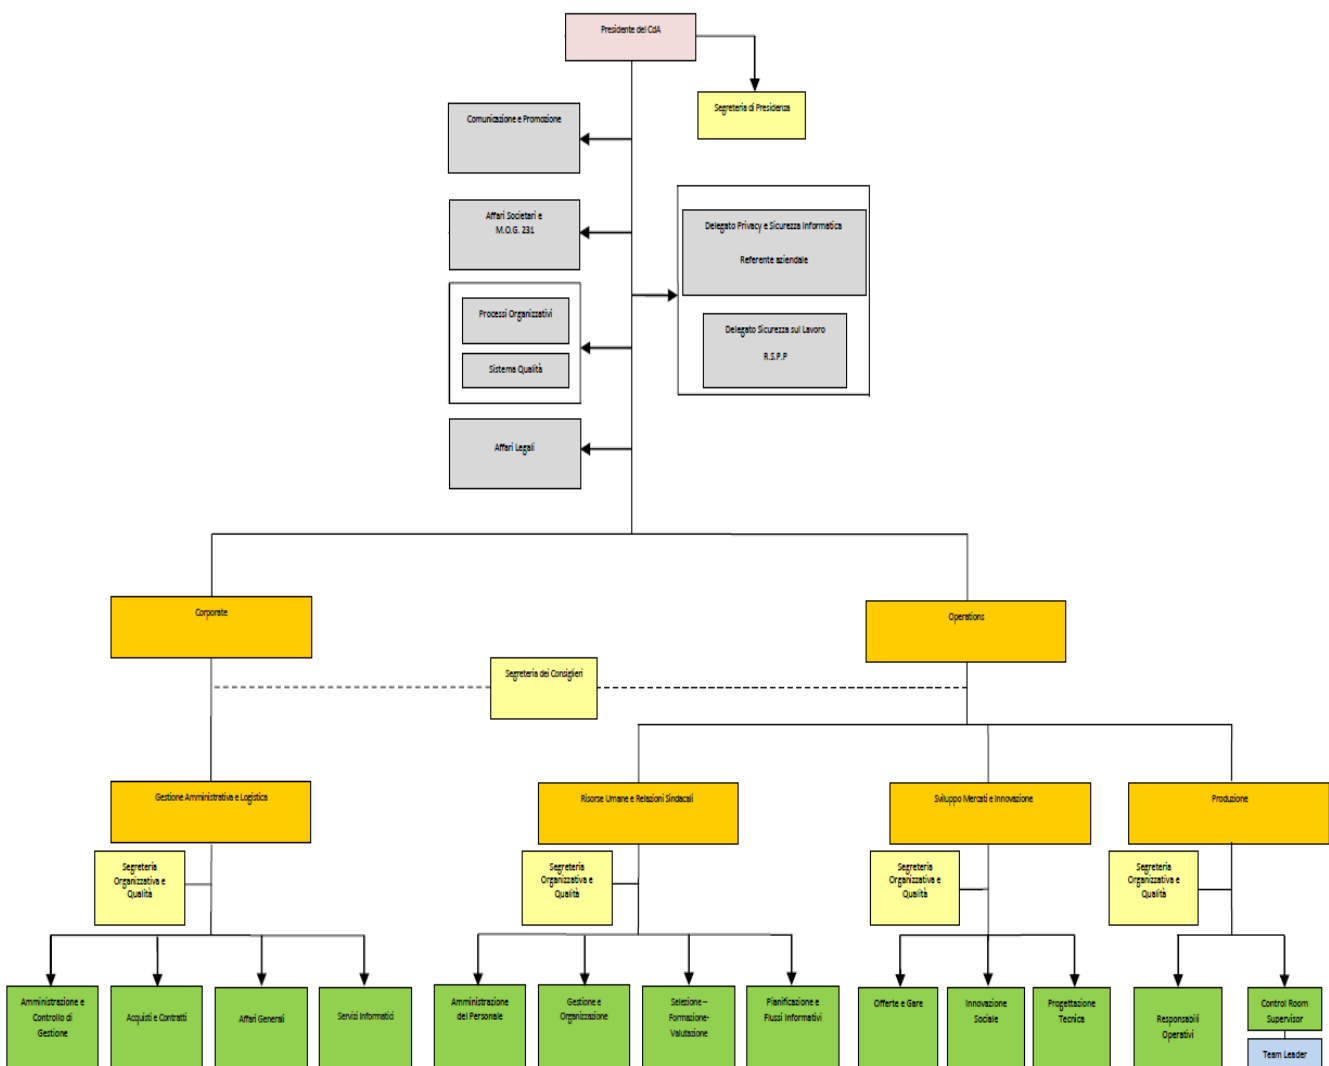 Presidente del CdA
Segreteria di Presidenza
Comunicazione e Promozione
Affari Societari e
M.O.G. 231
Delegato Privacy e Sicurezza Informatica
Referente aziendale
Processi Organizzativi
Sistema Qualità
Delegato Sicurezza sul Lavoro
R.S.P.P
Affari Legali
Corporate
Operations
Segreteria dei Consiglieri
Gestione Amministrativa e Logistica
Risorse Umane e Relazioni Sindacali
Sviluppo Mercati e Innovazione
Produzione
Segreteria
Organizzativa e
Qualità
Segreteria
Organizzativa e
Qualità
Segreteria
Organizzativa e
Qualità
Segreteria
Organizzativa e
Qualità
Amministrazione e
Controllo di
Gestione
Acquisti e Contratti
Affari Generali
Servizi Informatici
Amministrazione
del Personale
Gestione e
Organizzazione
Selezione –
Formazione-
Valutazione
Pianificazione e
Flussi Informativi
Offerte e Gare
Innovazione
Sociale
Progettazione
Tecnica
Responsabili
Operativi
Control Room
Supervisor
Team Leader